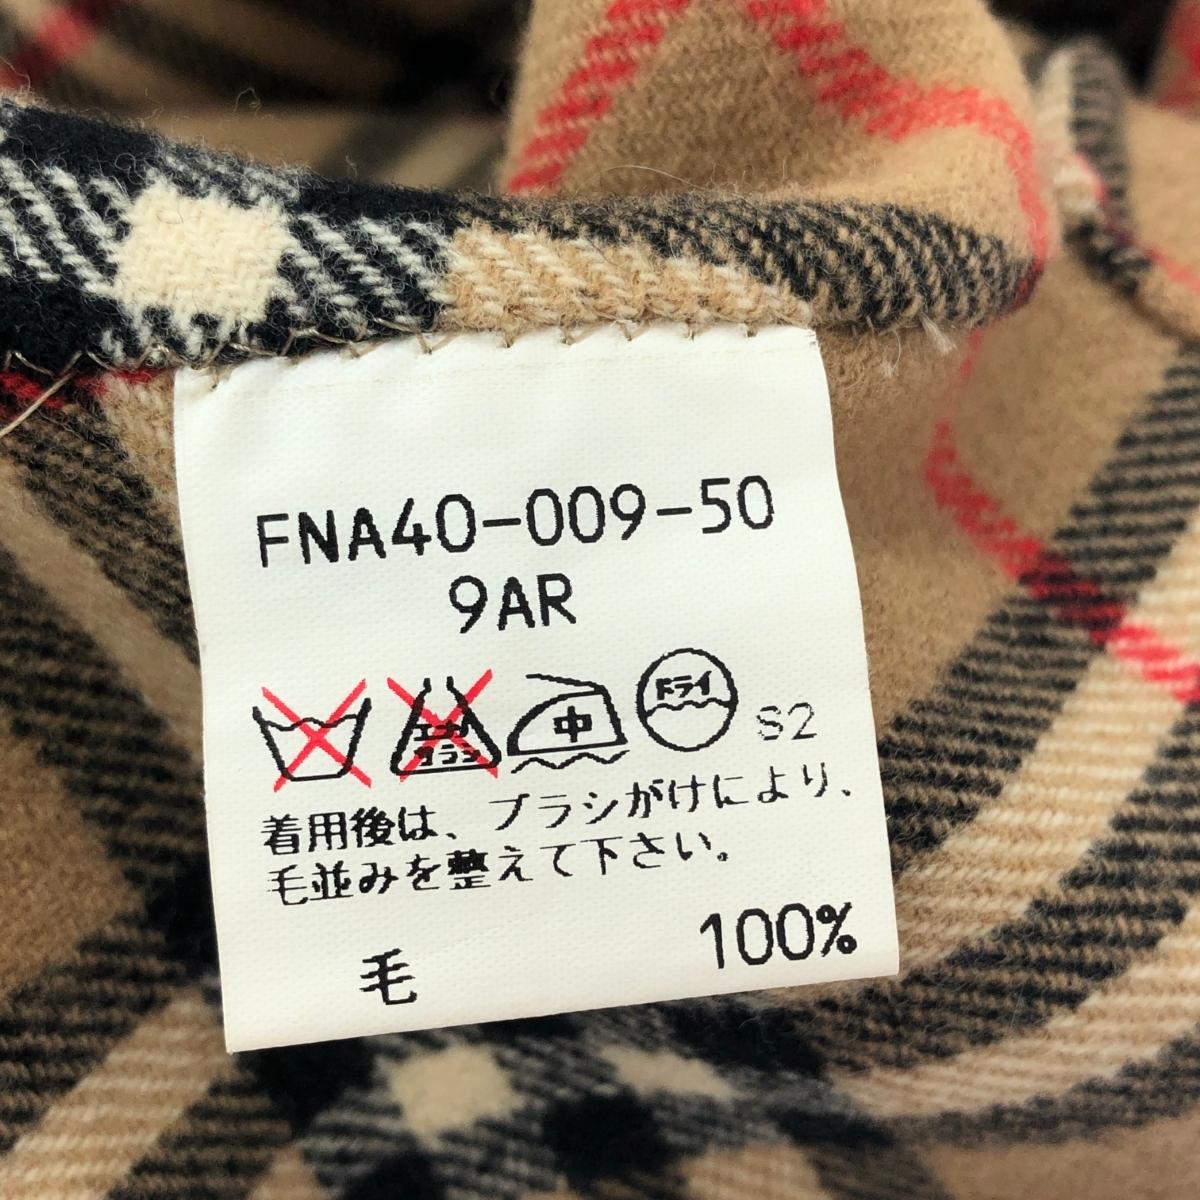 FNA40-009-50
9AR
エンソ
サラシ
中
ドライ
S2
着用後は、ブラシがけにより、
毛並みを整えて下さい。
毛 100%